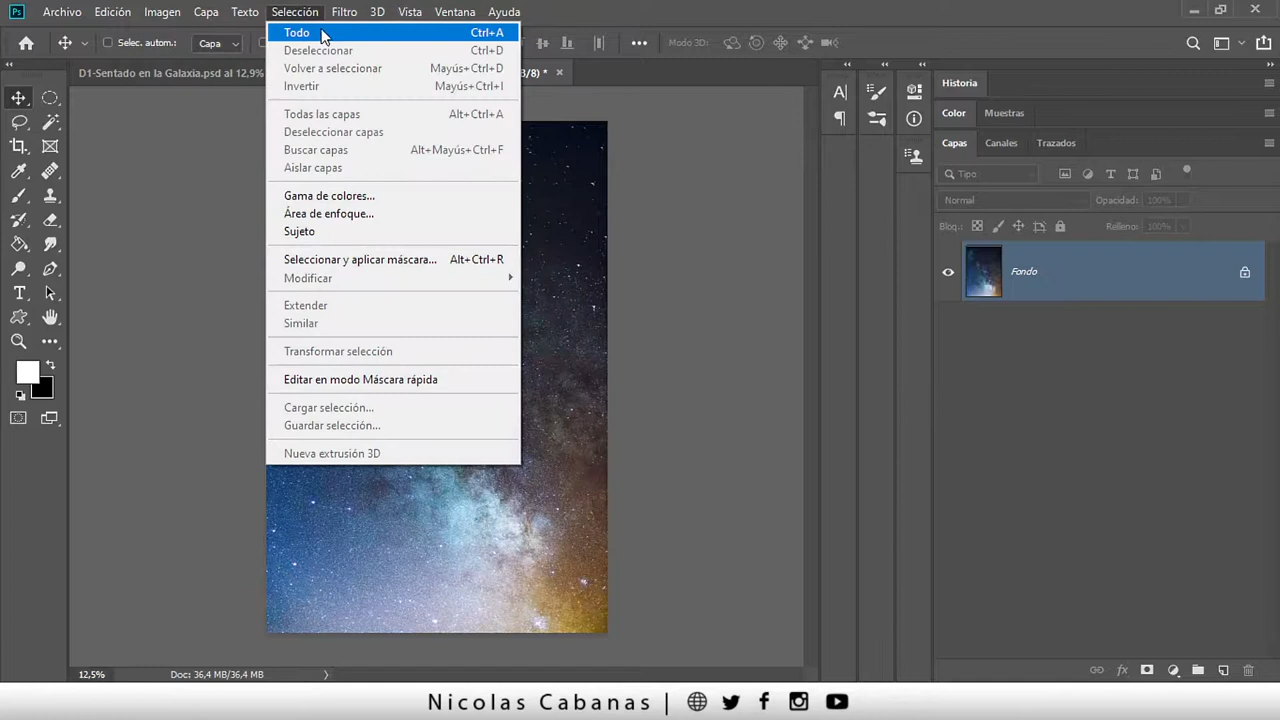 Ps Archivo Edición Imagen Capa Texto Selección Filtro 3D Vista Ventana Ayuda
Selec. autom.: Capa Modo 3D:
D1-Sentado en la Galaxia.psd al 12,9% 3/8) *
Todo Ctrl+A
Deseleccionar Ctrl+D
Volver a seleccionar Mayús+Ctrl+D
Invertir Mayús+Ctrl+I
Todas las capas Alt+Ctrl+A
Deseleccionar capas
Buscar capas Alt+Mayús+Ctrl+F
Aislar capas
Gama de colores...
Área de enfoque...
Sujeto
Seleccionar y aplicar máscara... Alt+Ctrl+R
Modificar
Extender
Similar
Transformar selección
Editar en modo Máscara rápida
Cargar selección...
Guardar selección...
Nueva extrusión 3D
Historia
Color Muestras
Capas Canales Trazados
Tipo
Normal Opacidad: 100%
Bloq.: Relleno: 100%
Fondo
12,5% Doc: 36,4 MB/36,4 MB
Nicolas Cabanas |